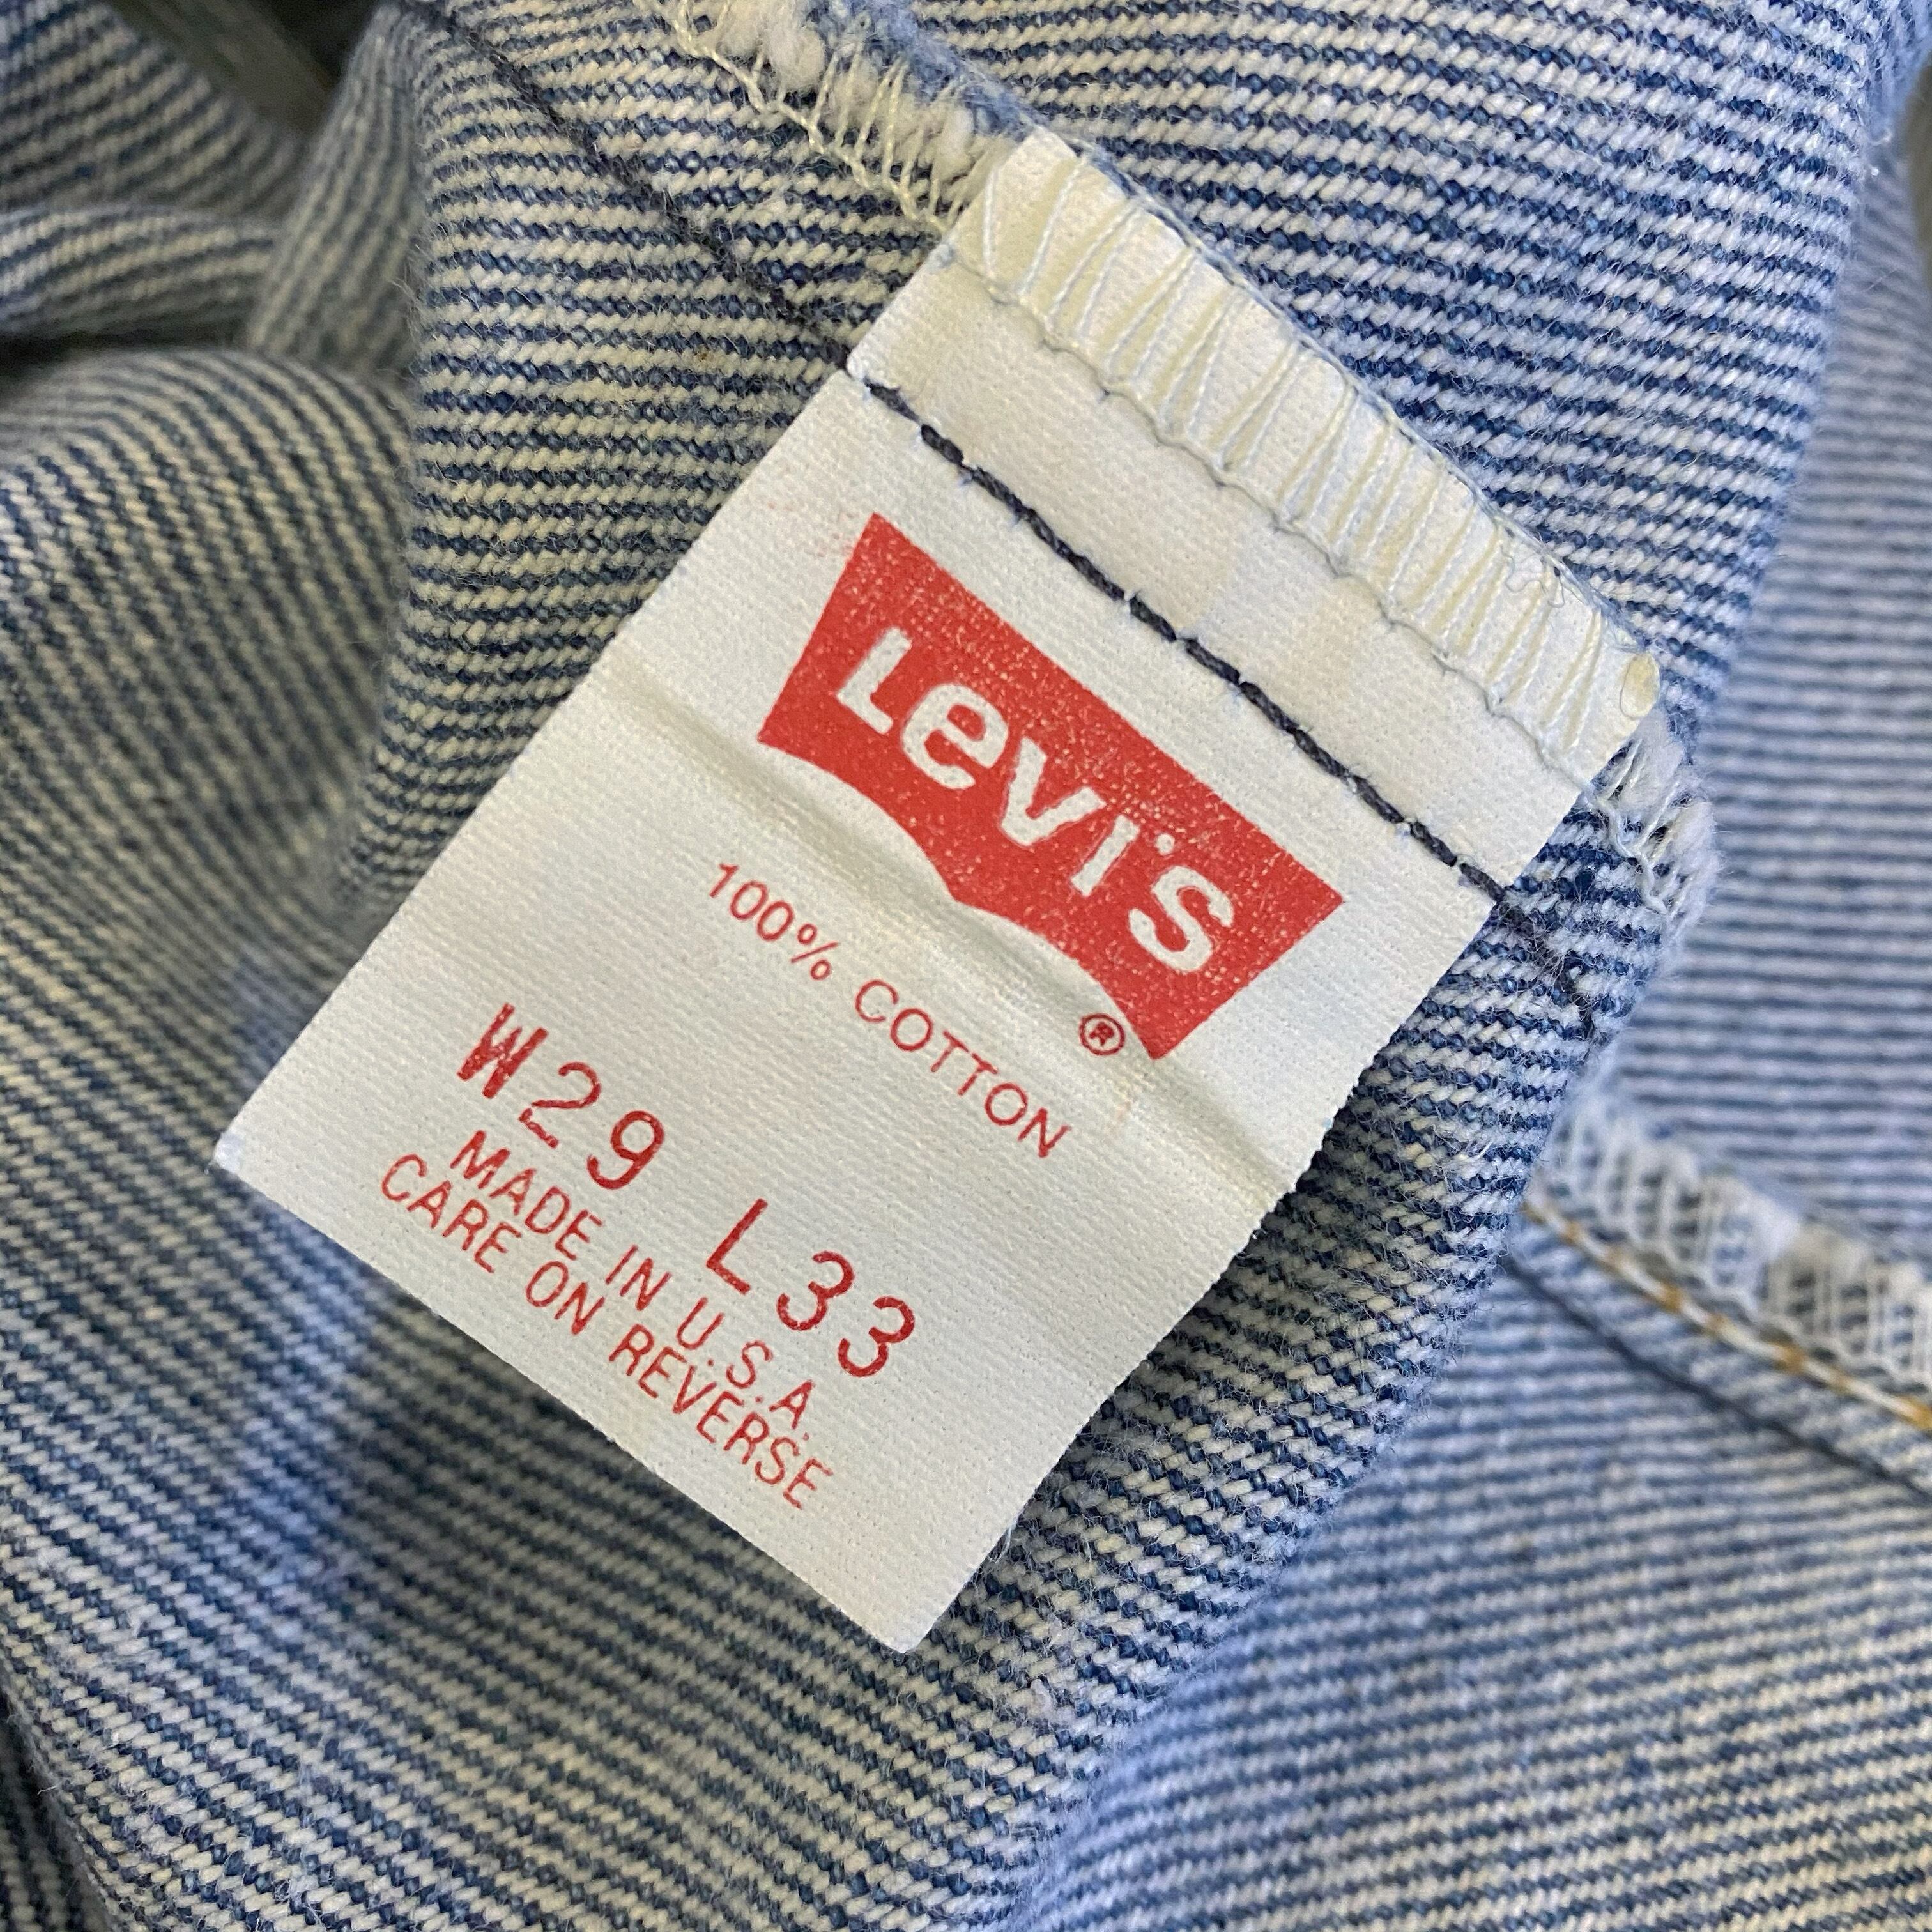 Levi's
®
100% COTTON
W29 L33
MADE IN U.S.A.
CARE ON REVERSE